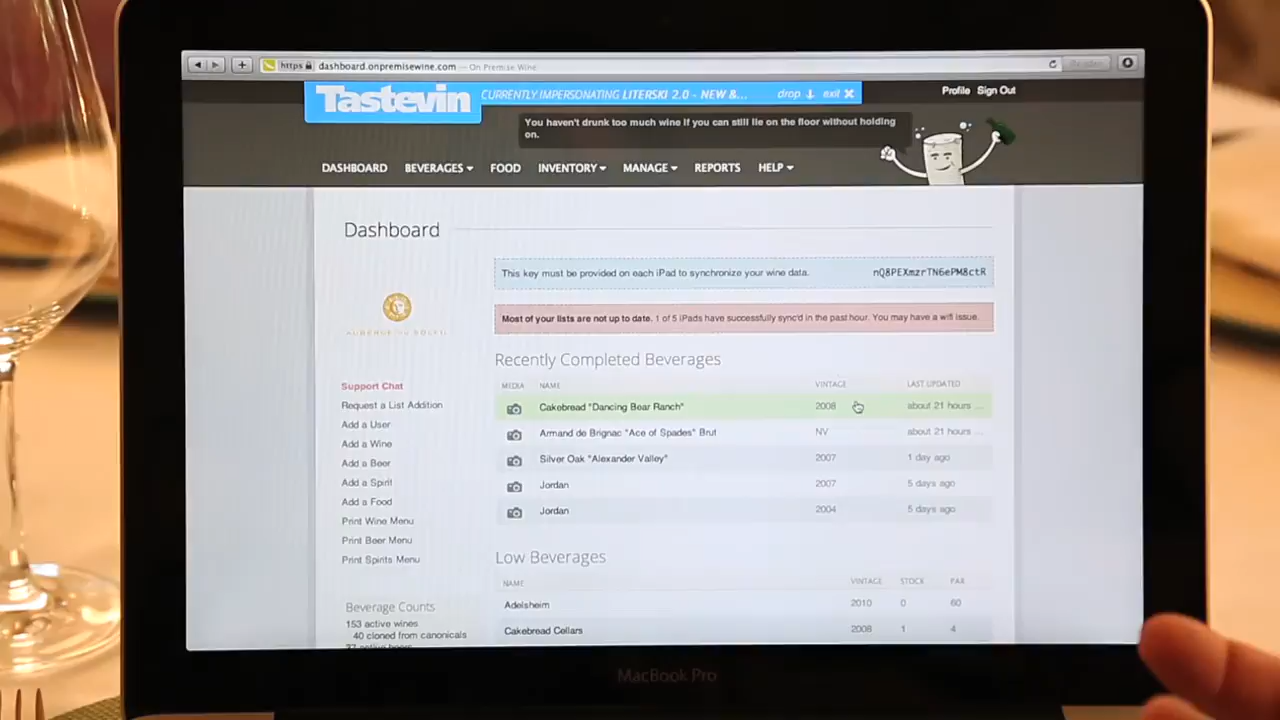 https dashboard.onpremisewine.com — On Premise Wine Reader
Tastevin CURRENTLY IMPERSONATING LITERSKI 2.0 - NEW &... drop exit Profile Sign Out
You haven't drunk too much wine if you can still lie on the floor without holding
on.
DASHBOARD BEVERAGES FOOD INVENTORY MANAGE REPORTS HELP
Dashboard
This key must be provided on each iPad to synchronize your wine data. nQ8PEXmzrTN6ePM8ctR
AUBERGE DU SOLEIL
Most of your lists are not up to date. 1 of 5 iPads have successfully sync'd in the past hour. You may have a wifi issue.
Recently Completed Beverages
MEDIA NAME VINTAGE LAST UPDATED
Cakebread "Dancing Bear Ranch" 2008 about 21 hours ...
Armand de Brignac "Ace of Spades" Brut NV about 21 hours ...
Silver Oak "Alexander Valley" 2007 1 day ago
Jordan 2007 5 days ago
Jordan 2004 5 days ago
Support Chat
Request a List Addition
Add a User
Add a Wine
Add a Beer
Add a Spirit
Add a Food
Print Wine Menu
Print Beer Menu
Print Spirits Menu
Low Beverages
NAME VINTAGE STOCK PAR
Adelsheim 2010 0 60
Cakebread Cellars 2008 1 4
Beverage Counts
153 active wines
40 cloned from canonicals
MacBook Pro